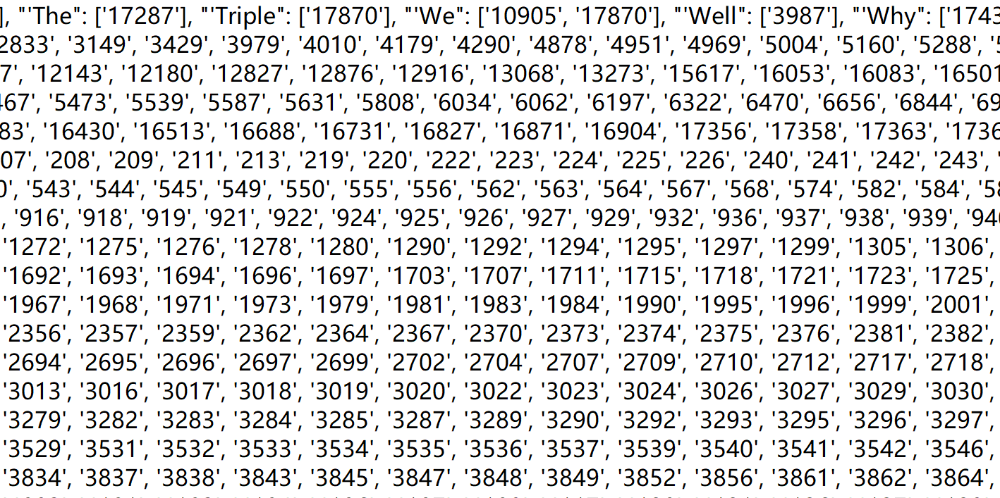 ], "'The": ['17287'], "'Triple": ['17870'], "'We": ['10905', '17870'], "'Well": ['3987'], "'Why": ['1743
2833', '3149', '3429', '3979', '4010', '4179', '4290', '4878', '4951', '4969', '5004', '5160', '5288', '5
7', '12143', '12180', '12827', '12876', '12916', '13068', '13273', '15617', '16053', '16083', '16501
467', '5473', '5539', '5587', '5631', '5808', '6034', '6062', '6197', '6322', '6470', '6656', '6844', '69
83', '16430', '16513', '16688', '16731', '16827', '16871', '16904', '17356', '17358', '17363', '1736
07', '208', '209', '211', '213', '219', '220', '222', '223', '224', '225', '226', '240', '241', '242', '243', '
0', '543', '544', '545', '549', '550', '555', '556', '562', '563', '564', '567', '568', '574', '582', '584', '58
, '916', '918', '919', '921', '922', '924', '925', '926', '927', '929', '932', '936', '937', '938', '939', '940
'1272', '1275', '1276', '1278', '1280', '1290', '1292', '1294', '1295', '1297', '1299', '1305', '1306',
'1692', '1693', '1694', '1696', '1697', '1703', '1707', '1711', '1715', '1718', '1721', '1723', '1725',
'1967', '1968', '1971', '1973', '1979', '1981', '1983', '1984', '1990', '1995', '1996', '1999', '2001',
'2356', '2357', '2359', '2362', '2364', '2367', '2370', '2373', '2374', '2375', '2376', '2381', '2382',
'2694', '2695', '2696', '2697', '2699', '2702', '2704', '2707', '2709', '2710', '2712', '2717', '2718',
'3013', '3016', '3017', '3018', '3019', '3020', '3022', '3023', '3024', '3026', '3027', '3029', '3030',
'3279', '3282', '3283', '3284', '3285', '3287', '3289', '3290', '3292', '3293', '3295', '3296', '3297',
'3529', '3531', '3532', '3533', '3534', '3535', '3536', '3537', '3539', '3540', '3541', '3542', '3546',
'3834', '3837', '3838', '3843', '3845', '3847', '3848', '3849', '3852', '3856', '3861', '3862', '3864',